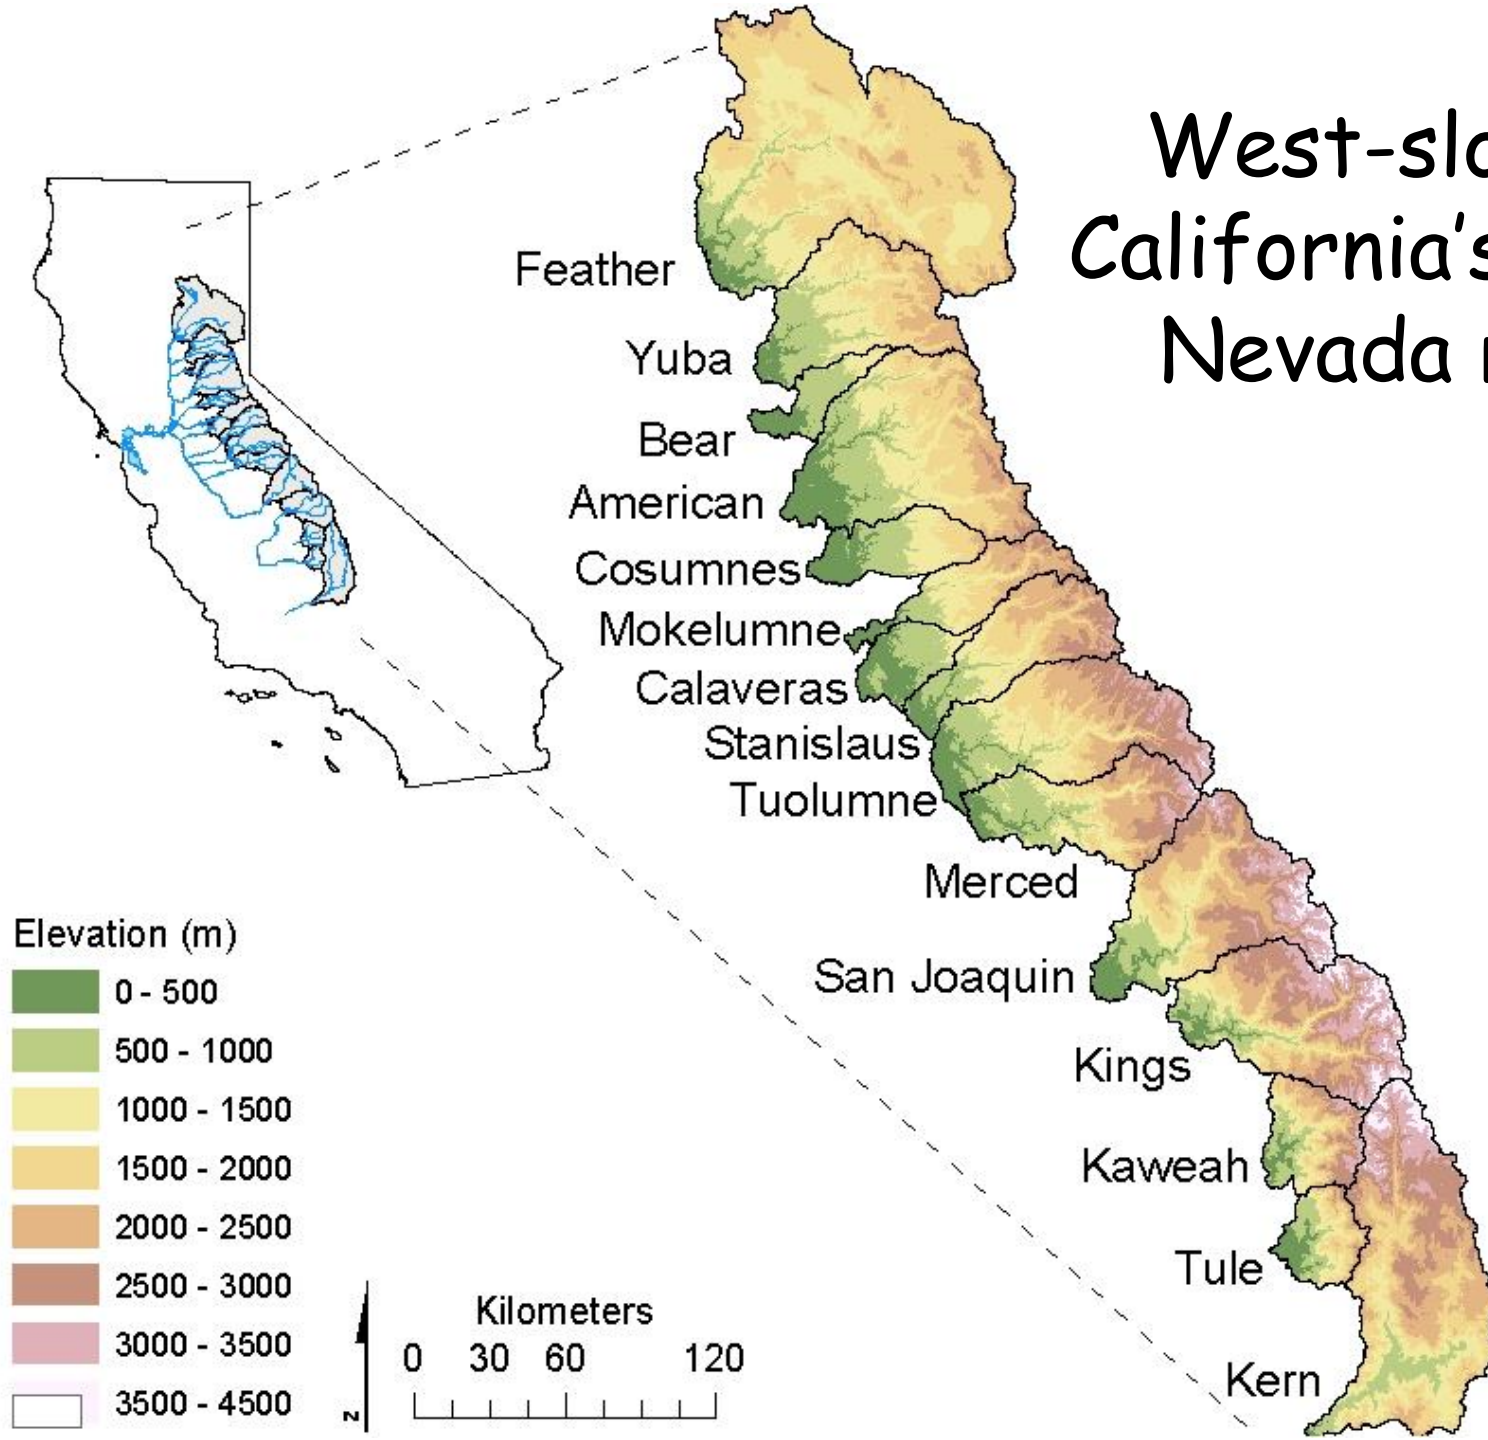 West-slo
California's
Nevada
Feather
Yuba
Bear
American
Cosumnes
Mokelumne
Calaveras
Stanislaus
Tuolumne
Merced
San Joaquin
Kings
Kaweah
Tule
Kern
Elevation (m)
0 - 500
500 - 1000
1000 - 1500
1500 - 2000
2000 - 2500
2500 - 3000
3000 - 3500
3500 - 4500
N
Kilometers
0 30 60 120